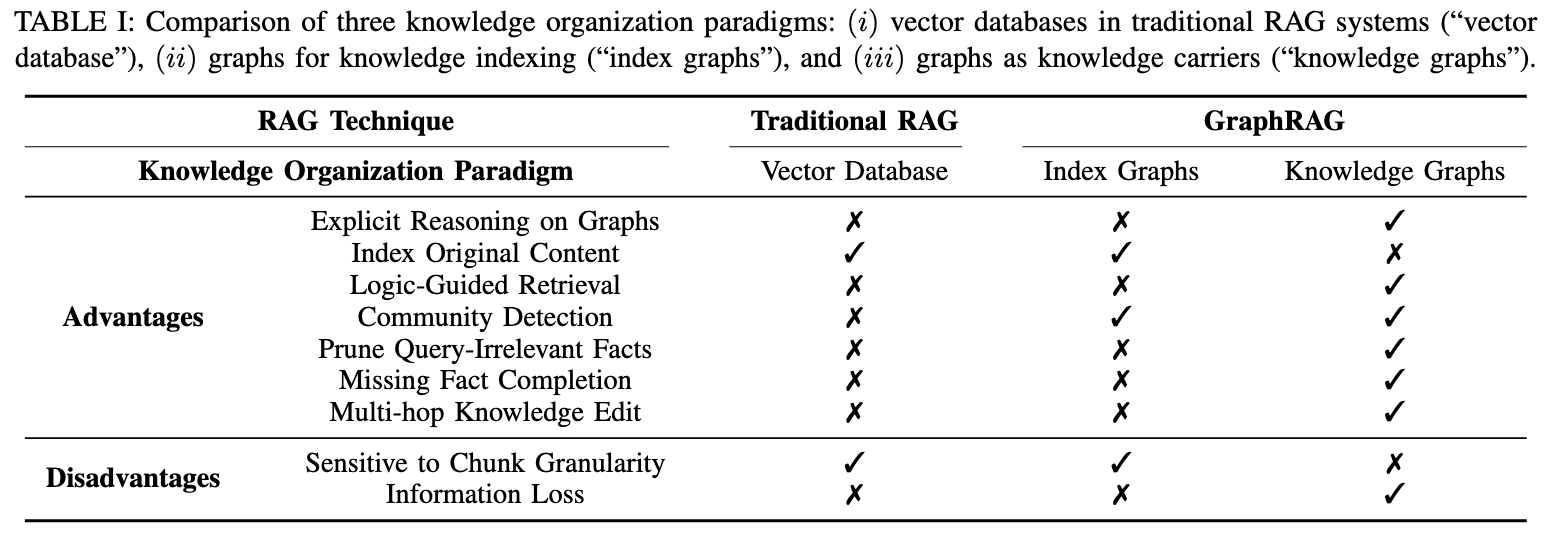 TABLE I: Comparison of three knowledge organization paradigms: (i) vector databases in traditional RAG systems (“vector
database”), (ii) graphs for knowledge indexing (“index graphs”), and (iii) graphs as knowledge carriers (“knowledge graphs”).
RAG Technique Traditional RAG GraphRAG
Knowledge Organization Paradigm Vector Database Index Graphs Knowledge Graphs
Explicit Reasoning on Graphs ✗ ✗ ✓
Index Original Content ✓ ✓ ✗
Logic-Guided Retrieval ✗ ✗ ✓
Advantages Community Detection ✗ ✓ ✓
Prune Query-Irrelevant Facts ✗ ✗ ✓
Missing Fact Completion ✗ ✗ ✓
Multi-hop Knowledge Edit ✗ ✗ ✓
Disadvantages Sensitive to Chunk Granularity ✓ ✓ ✗
Information Loss ✗ ✗ ✓